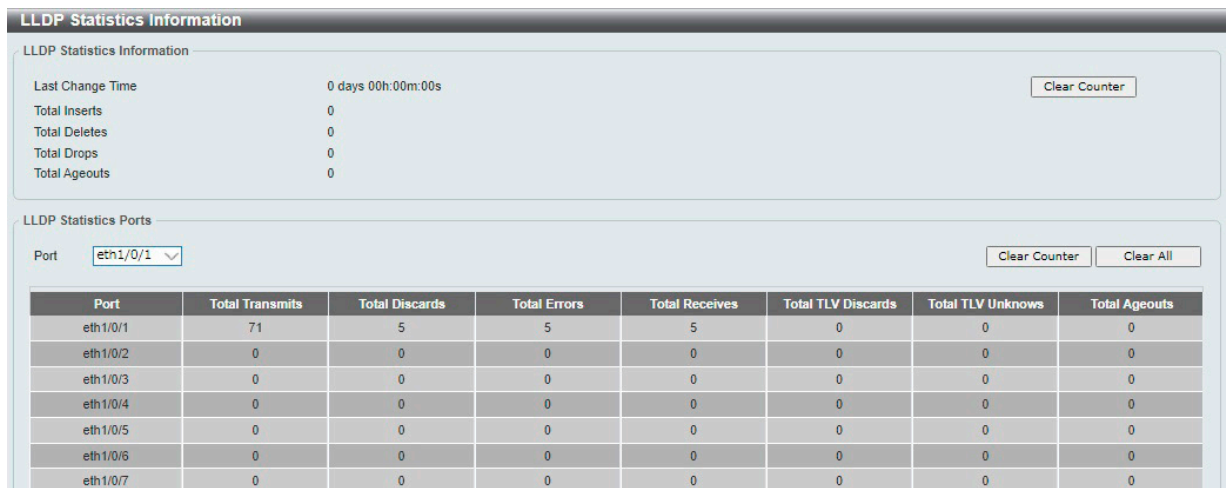 LLDP Statistics Information
LLDP Statistics Information
Last Change Time 0 days 00h:00m:00s Clear Counter
Total Inserts 0
Total Deletes 0
Total Drops 0
Total Ageouts 0
LLDP Statistics Ports
Port eth1/0/1 Clear Counter Clear All
Port Total Transmits Total Discards Total Errors Total Receives Total TLV Discards Total TLV Unknows Total Ageouts
eth1/0/1 71 5 5 5 0 0 0
eth1/0/2 0 0 0 0 0 0 0
eth1/0/3 0 0 0 0 0 0 0
eth1/0/4 0 0 0 0 0 0 0
eth1/0/5 0 0 0 0 0 0 0
eth1/0/6 0 0 0 0 0 0 0
eth1/0/7 0 0 0 0 0 0 0